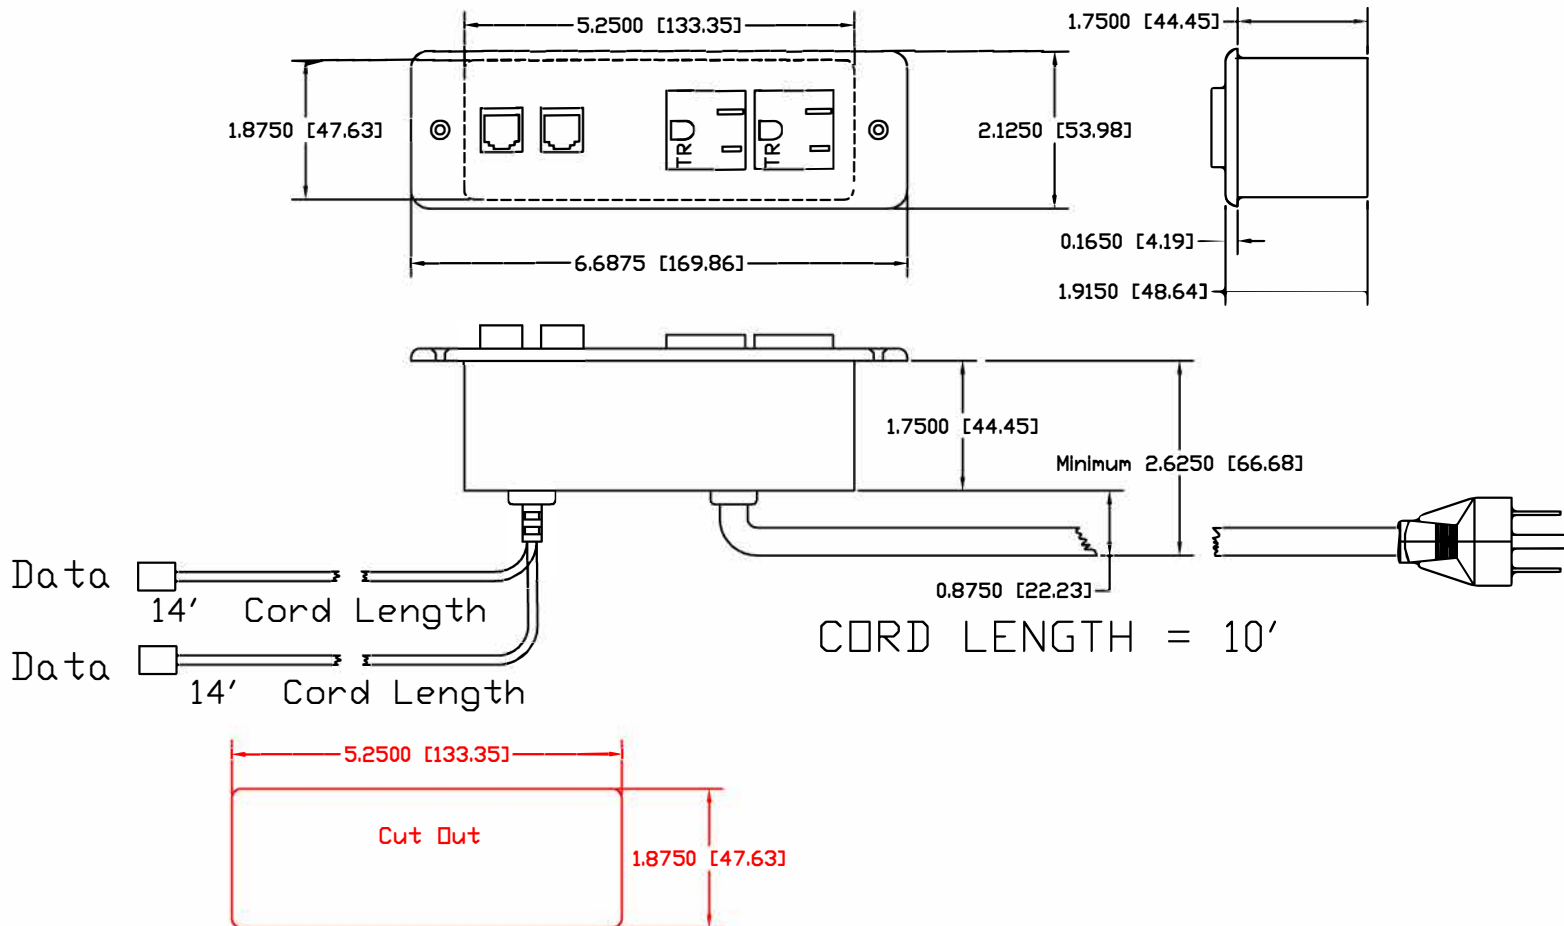 5.2500 [133.35]
1.7500 [44.45]
1.8750 [47.63]
TR
TR
2.1250 [53.98]
0.1650 [4.19]
6.6875 [169.86]
1.9150 [48.64]
1.7500 [44.45]
Minimum 2.6250 [66.68]
Data
14' Cord Length
0.8750 [22.23]
CORD LENGTH = 10'
Data
14' Cord Length
5.2500 [133.35]
Cut Out
1.8750 [47.63]